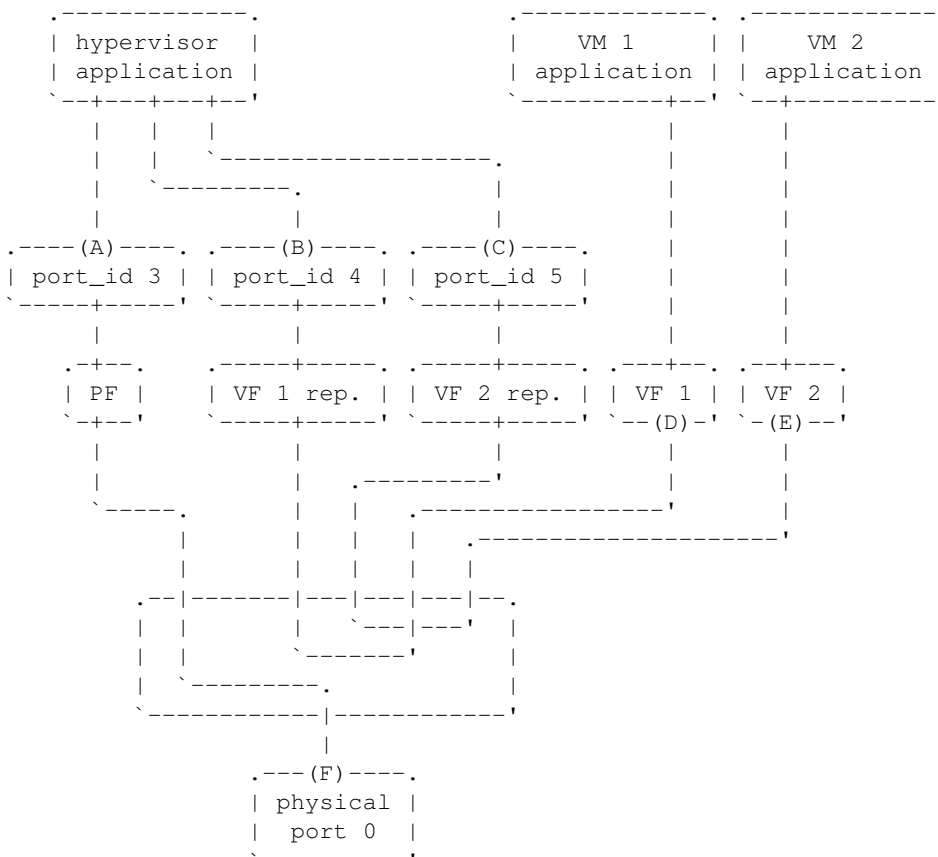 hypervisor VM 1 VM 2
application application application
(A) (B) (C)
port_id 3 port_id 4 port_id 5
PF VF 1 rep. VF 2 rep. VF 1 VF 2
(D) (E)
(F)
physical
port 0